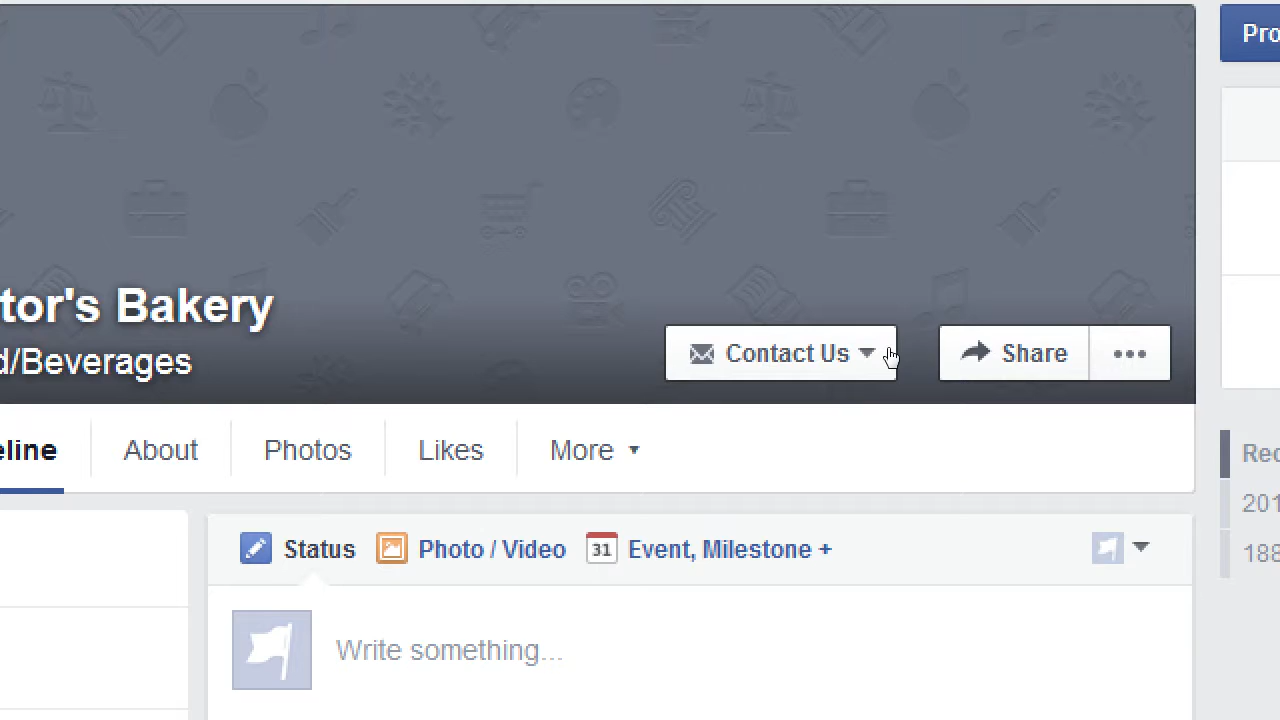 Pro
tor's Bakery
d/Beverages
Contact Us
Share
eline
About
Photos
Likes
More
Rec
201
188
Status
Photo / Video
31
Event, Milestone +
Write something...